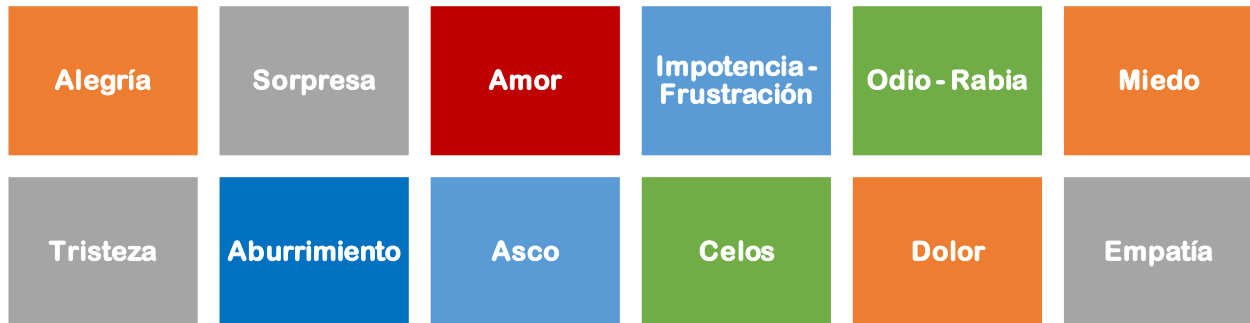 Alegría
Sorpresa
Amor
Impotencia -
Frustración
Odio - Rabia
Miedo
Tristeza
Aburrimiento
Asco
Celos
Dolor
Empatía